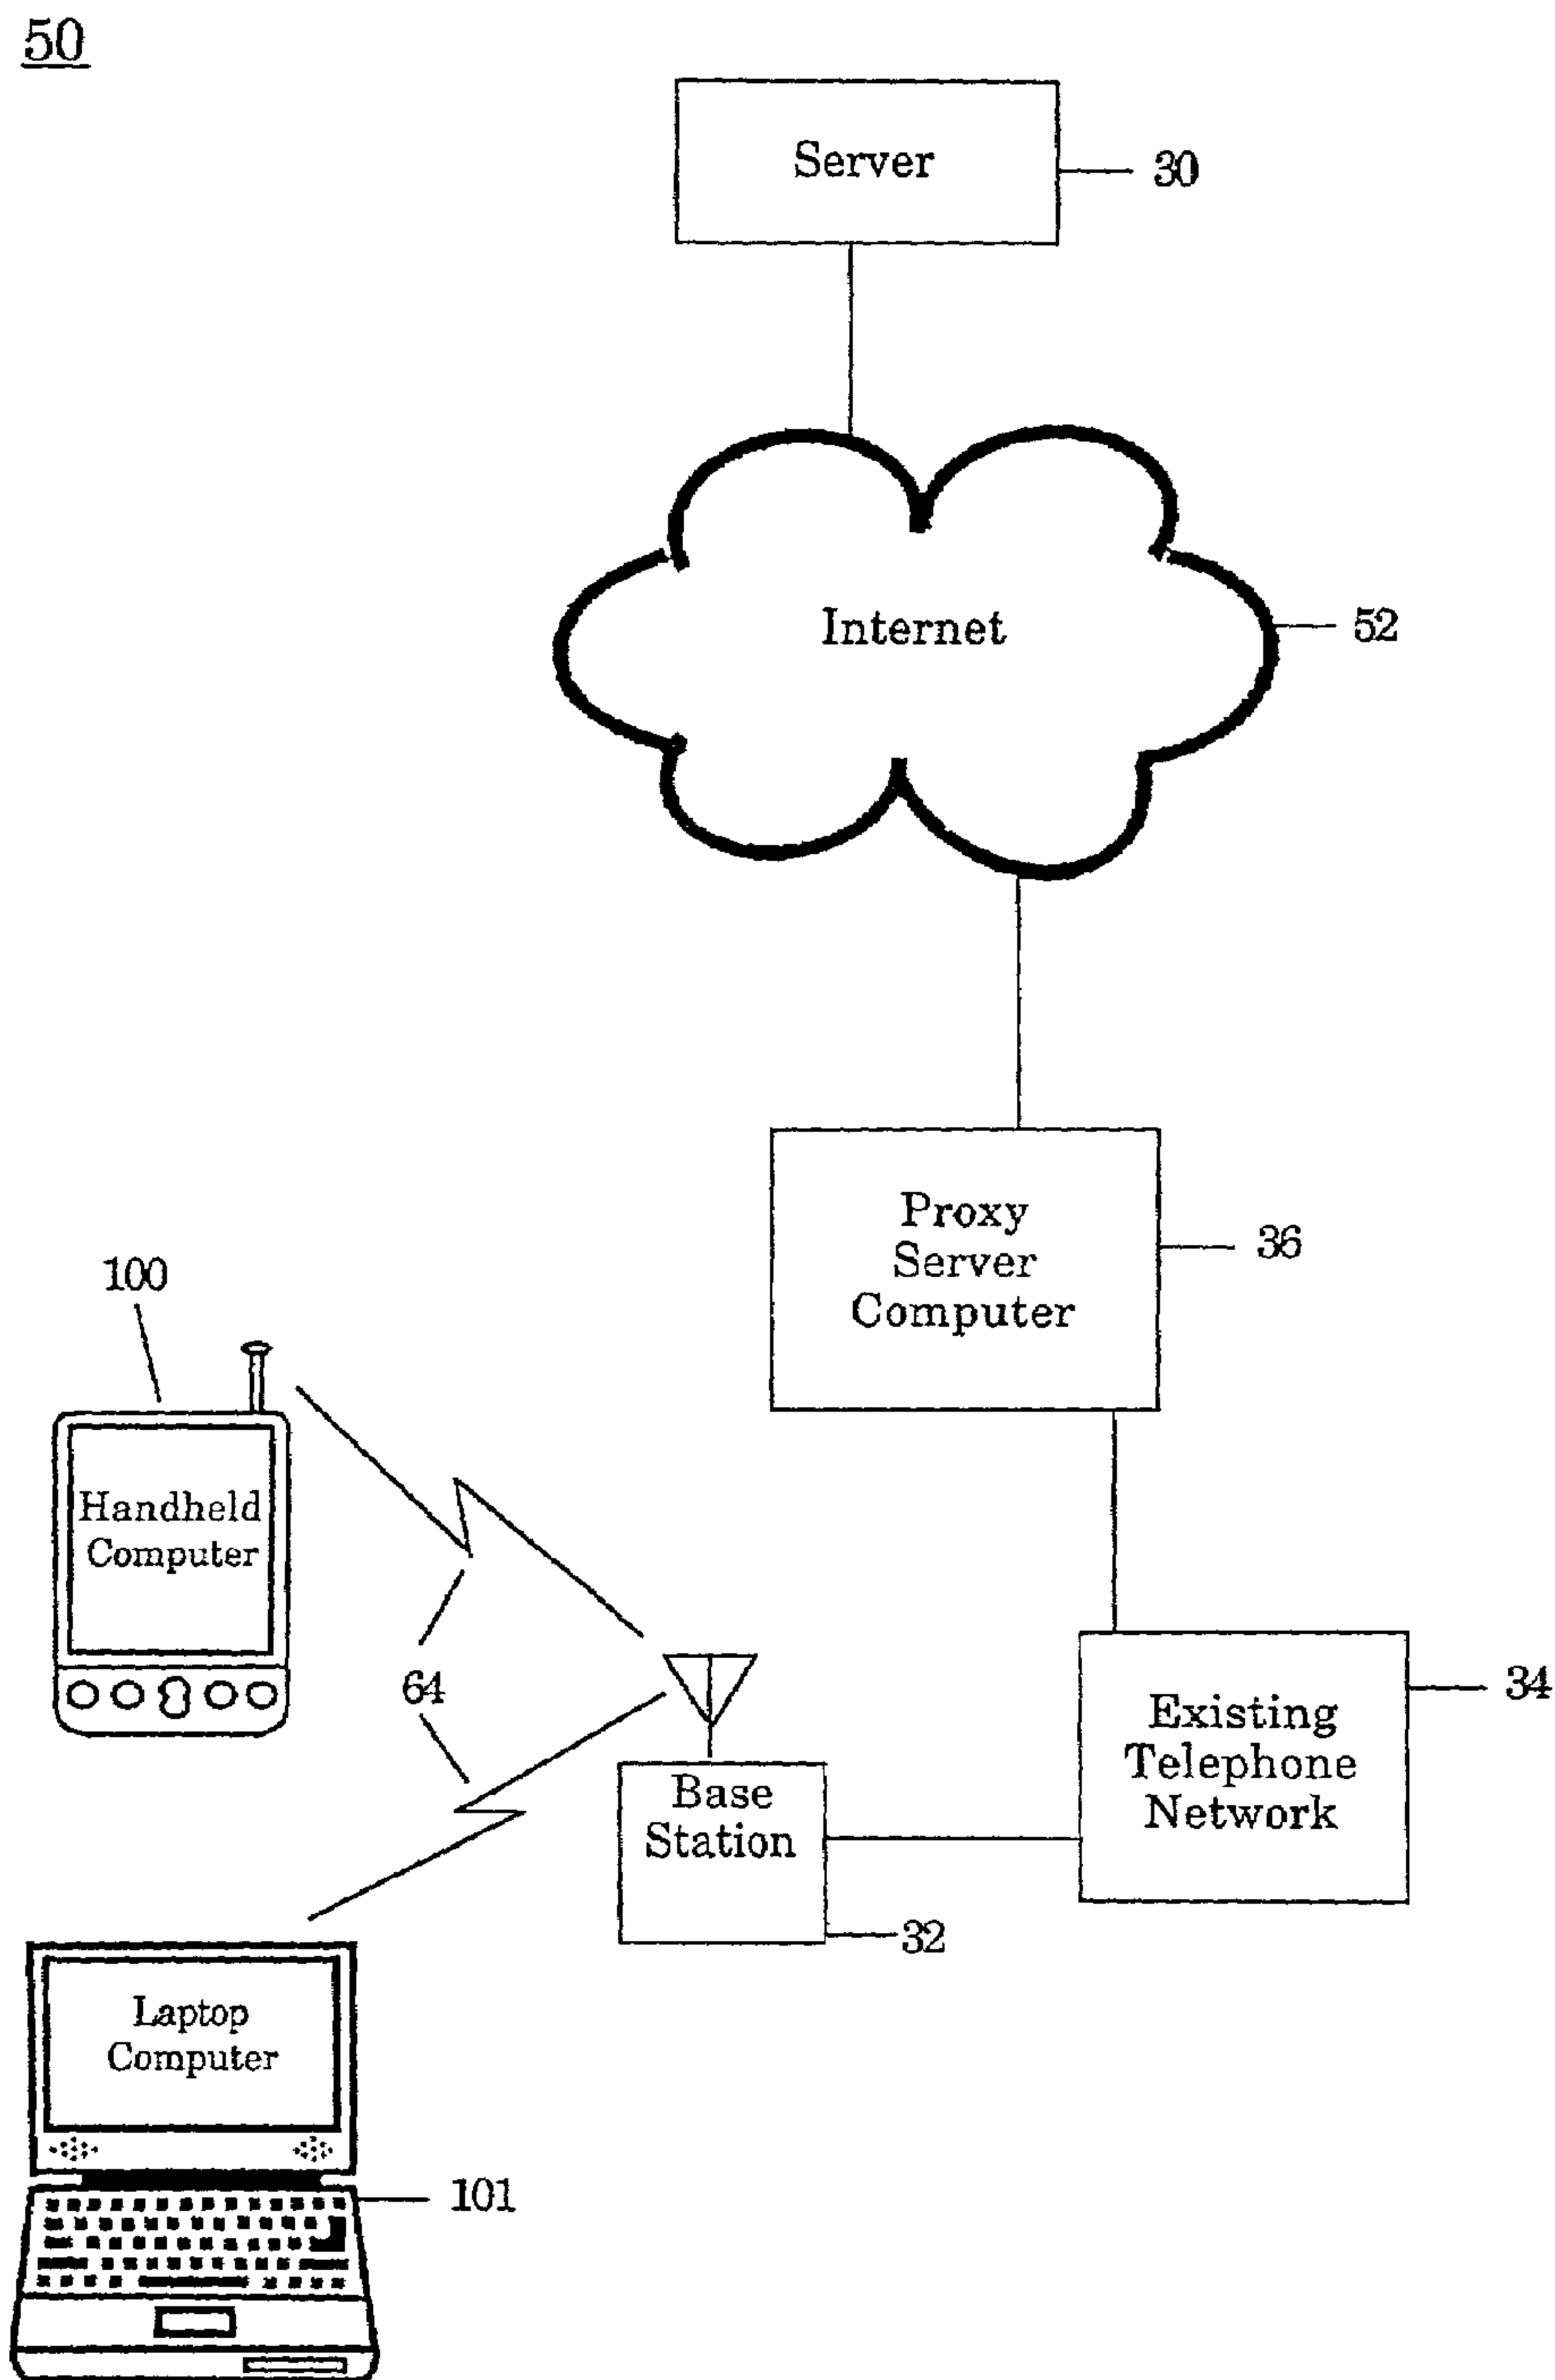 50
Server
30
Internet
52
Proxy
Server
Computer
36
100
Handheld
Computer
64
Base
Station
32
Existing
Telephone
Network
34
Laptop
Computer
101